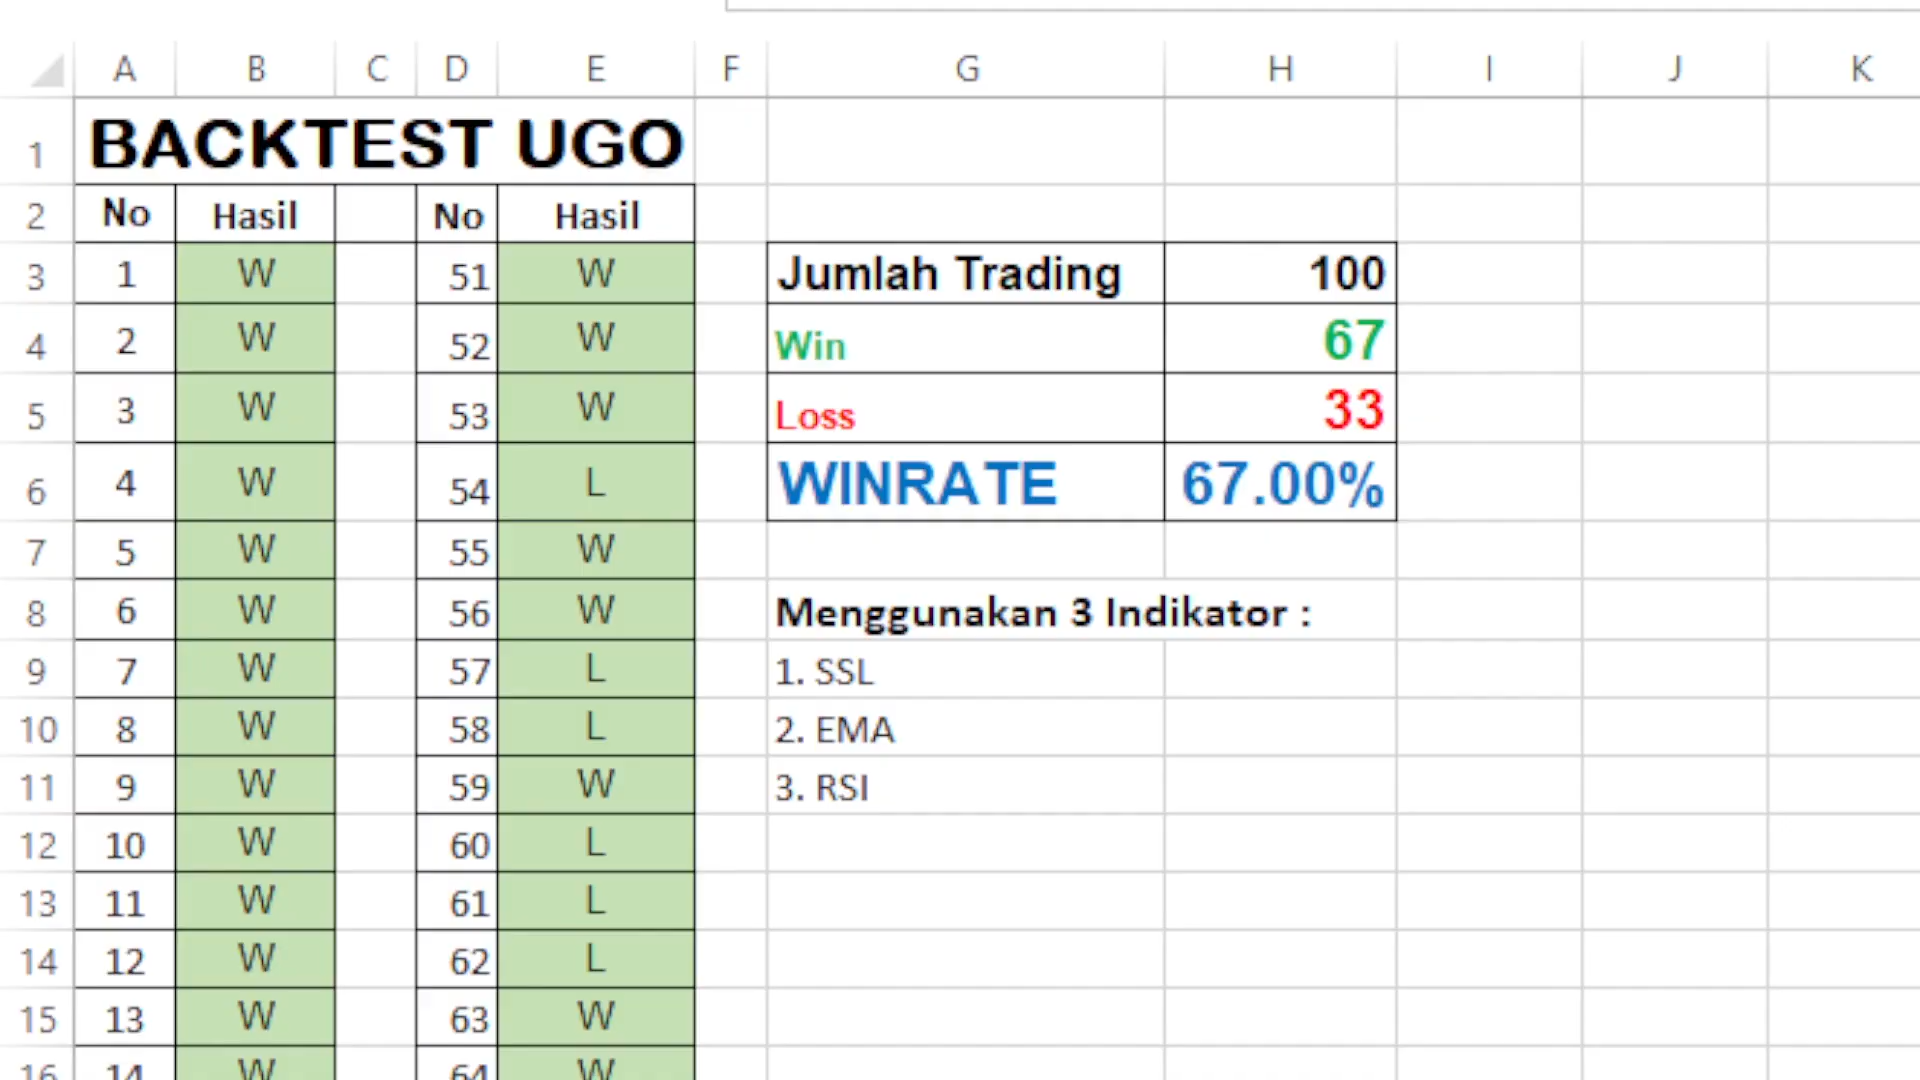 A B C D E F G H I J K
1 BACKTEST UGO
2 No Hasil No Hasil
3 1 W 51 W Jumlah Trading 100
4 2 W 52 W Win 67
5 3 W 53 W Loss 33
6 4 W 54 L WINRATE 67.00%
7 5 W 55 W
8 6 W 56 W Menggunakan 3 Indikator :
9 7 W 57 L 1. SSL
10 8 W 58 L 2. EMA
11 9 W 59 W 3. RSI
12 10 W 60 L
13 11 W 61 L
14 12 W 62 L
15 13 W 63 W
16 14 W 64 W